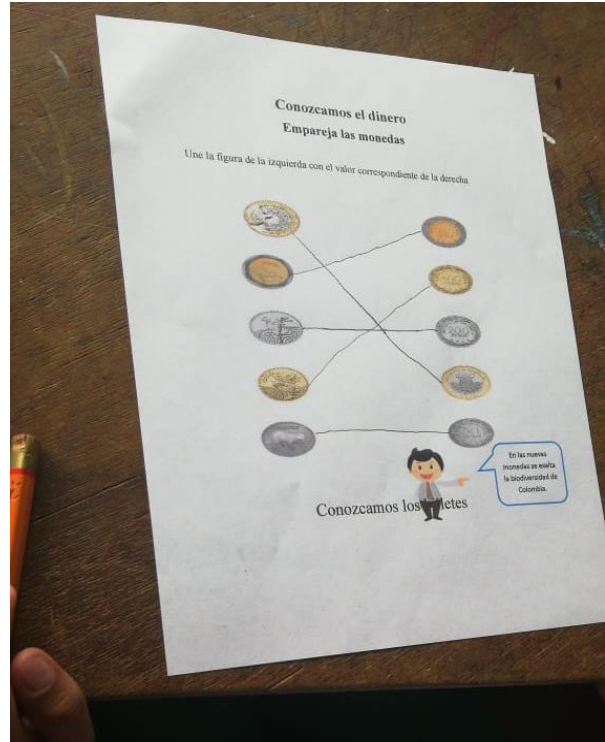 Conozcamos el dinero
Empareja las monedas
Une la figura de la izquierda con el valor correspondiente de la derecha.
En las nuevas
monedas se exalta
la biodiversidad de
Colombia.
Conozcamos los